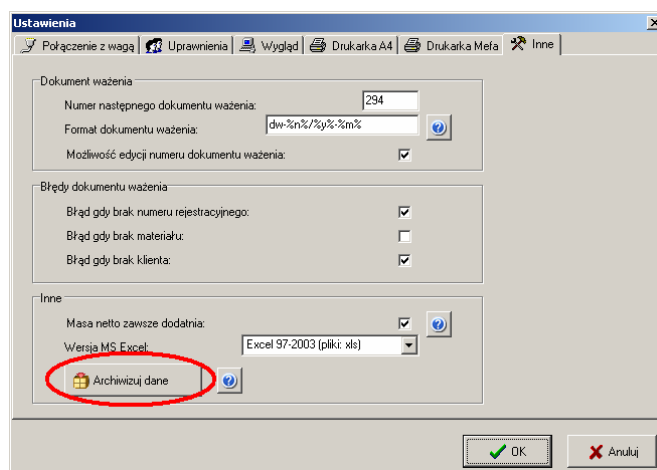 Ustawienia
Połączenie z wagą Uprawnienia Wygląd Drukarka A4 Drukarka Mefa Inne
Dokument ważenia
Numer następnego dokumentu ważenia: 294
Format dokumentu ważenia: dw-%n%/%y%-%m%
Możliwość edycji numeru dokumentu ważenia:
Błędy dokumentu ważenia
Błąd gdy brak numeru rejestracyjnego:
Błąd gdy brak materiału:
Błąd gdy brak klienta:
Inne
Masa netto zawsze dodatnia:
Wersja MS Excel: Excel 97-2003 (pliki: xls)
Archiwizuj dane
OK Anuluj